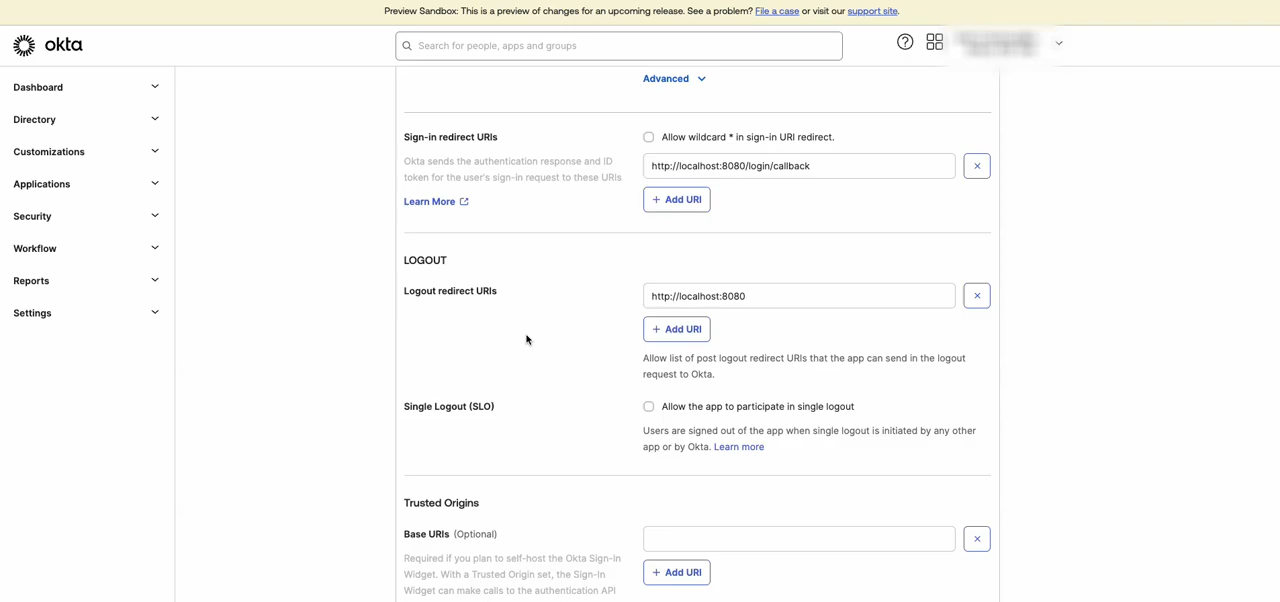 Preview Sandbox: This is a preview of changes for an upcoming release. See a problem? File a case or visit our support site.
okta
Search for people, apps and groups
Dashboard
Directory
Customizations
Applications
Security
Workflow
Reports
Settings
Advanced
Sign-in redirect URIs
Okta sends the authentication response and ID
token for the user's sign-in request to these URIs
Learn More
Allow wildcard * in sign-in URI redirect.
http://localhost:8080/login/callback
+ Add URI
LOGOUT
Logout redirect URIs
http://localhost:8080
+ Add URI
Allow list of post logout redirect URIs that the app can send in the logout
request to Okta.
Single Logout (SLO)
Allow the app to participate in single logout
Users are signed out of the app when single logout is initiated by any other
app or by Okta. Learn more
Trusted Origins
Base URIs (Optional)
Required if you plan to self-host the Okta Sign-In
Widget. With a Trusted Origin set, the Sign-In
Widget can make calls to the authentication API
+ Add URI